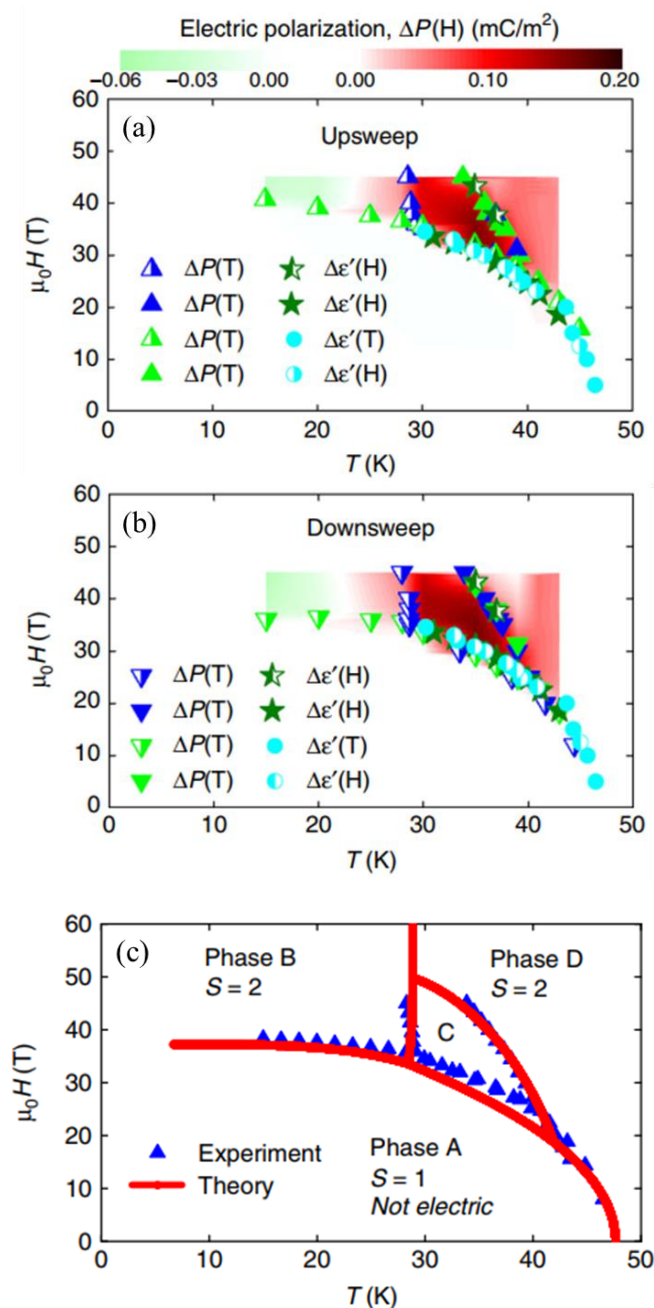 Electric polarization, ΔP(H) (mC/m²)
−0.06 −0.03 0.00 0.00 0.10 0.20
(a)
Upsweep
60
50
40
30
20
10
0
μ₀H (T)
ΔP(T) Δε′(H)
ΔP(T) Δε′(H)
ΔP(T) Δε′(T)
ΔP(T) Δε′(H)
0 10 20 30 40 50
T (K)
(b)
Downsweep
60
50
40
30
20
10
0
μ₀H (T)
ΔP(T) Δε′(H)
ΔP(T) Δε′(H)
ΔP(T) Δε′(T)
ΔP(T) Δε′(H)
0 10 20 30 40 50
T (K)
(c)
60
50
40
30
20
10
0
μ₀H (T)
Phase B
S = 2
Phase D
S = 2
C
Experiment
Theory
Phase A
S = 1
Not electric
0 10 20 30 40 50
T (K)